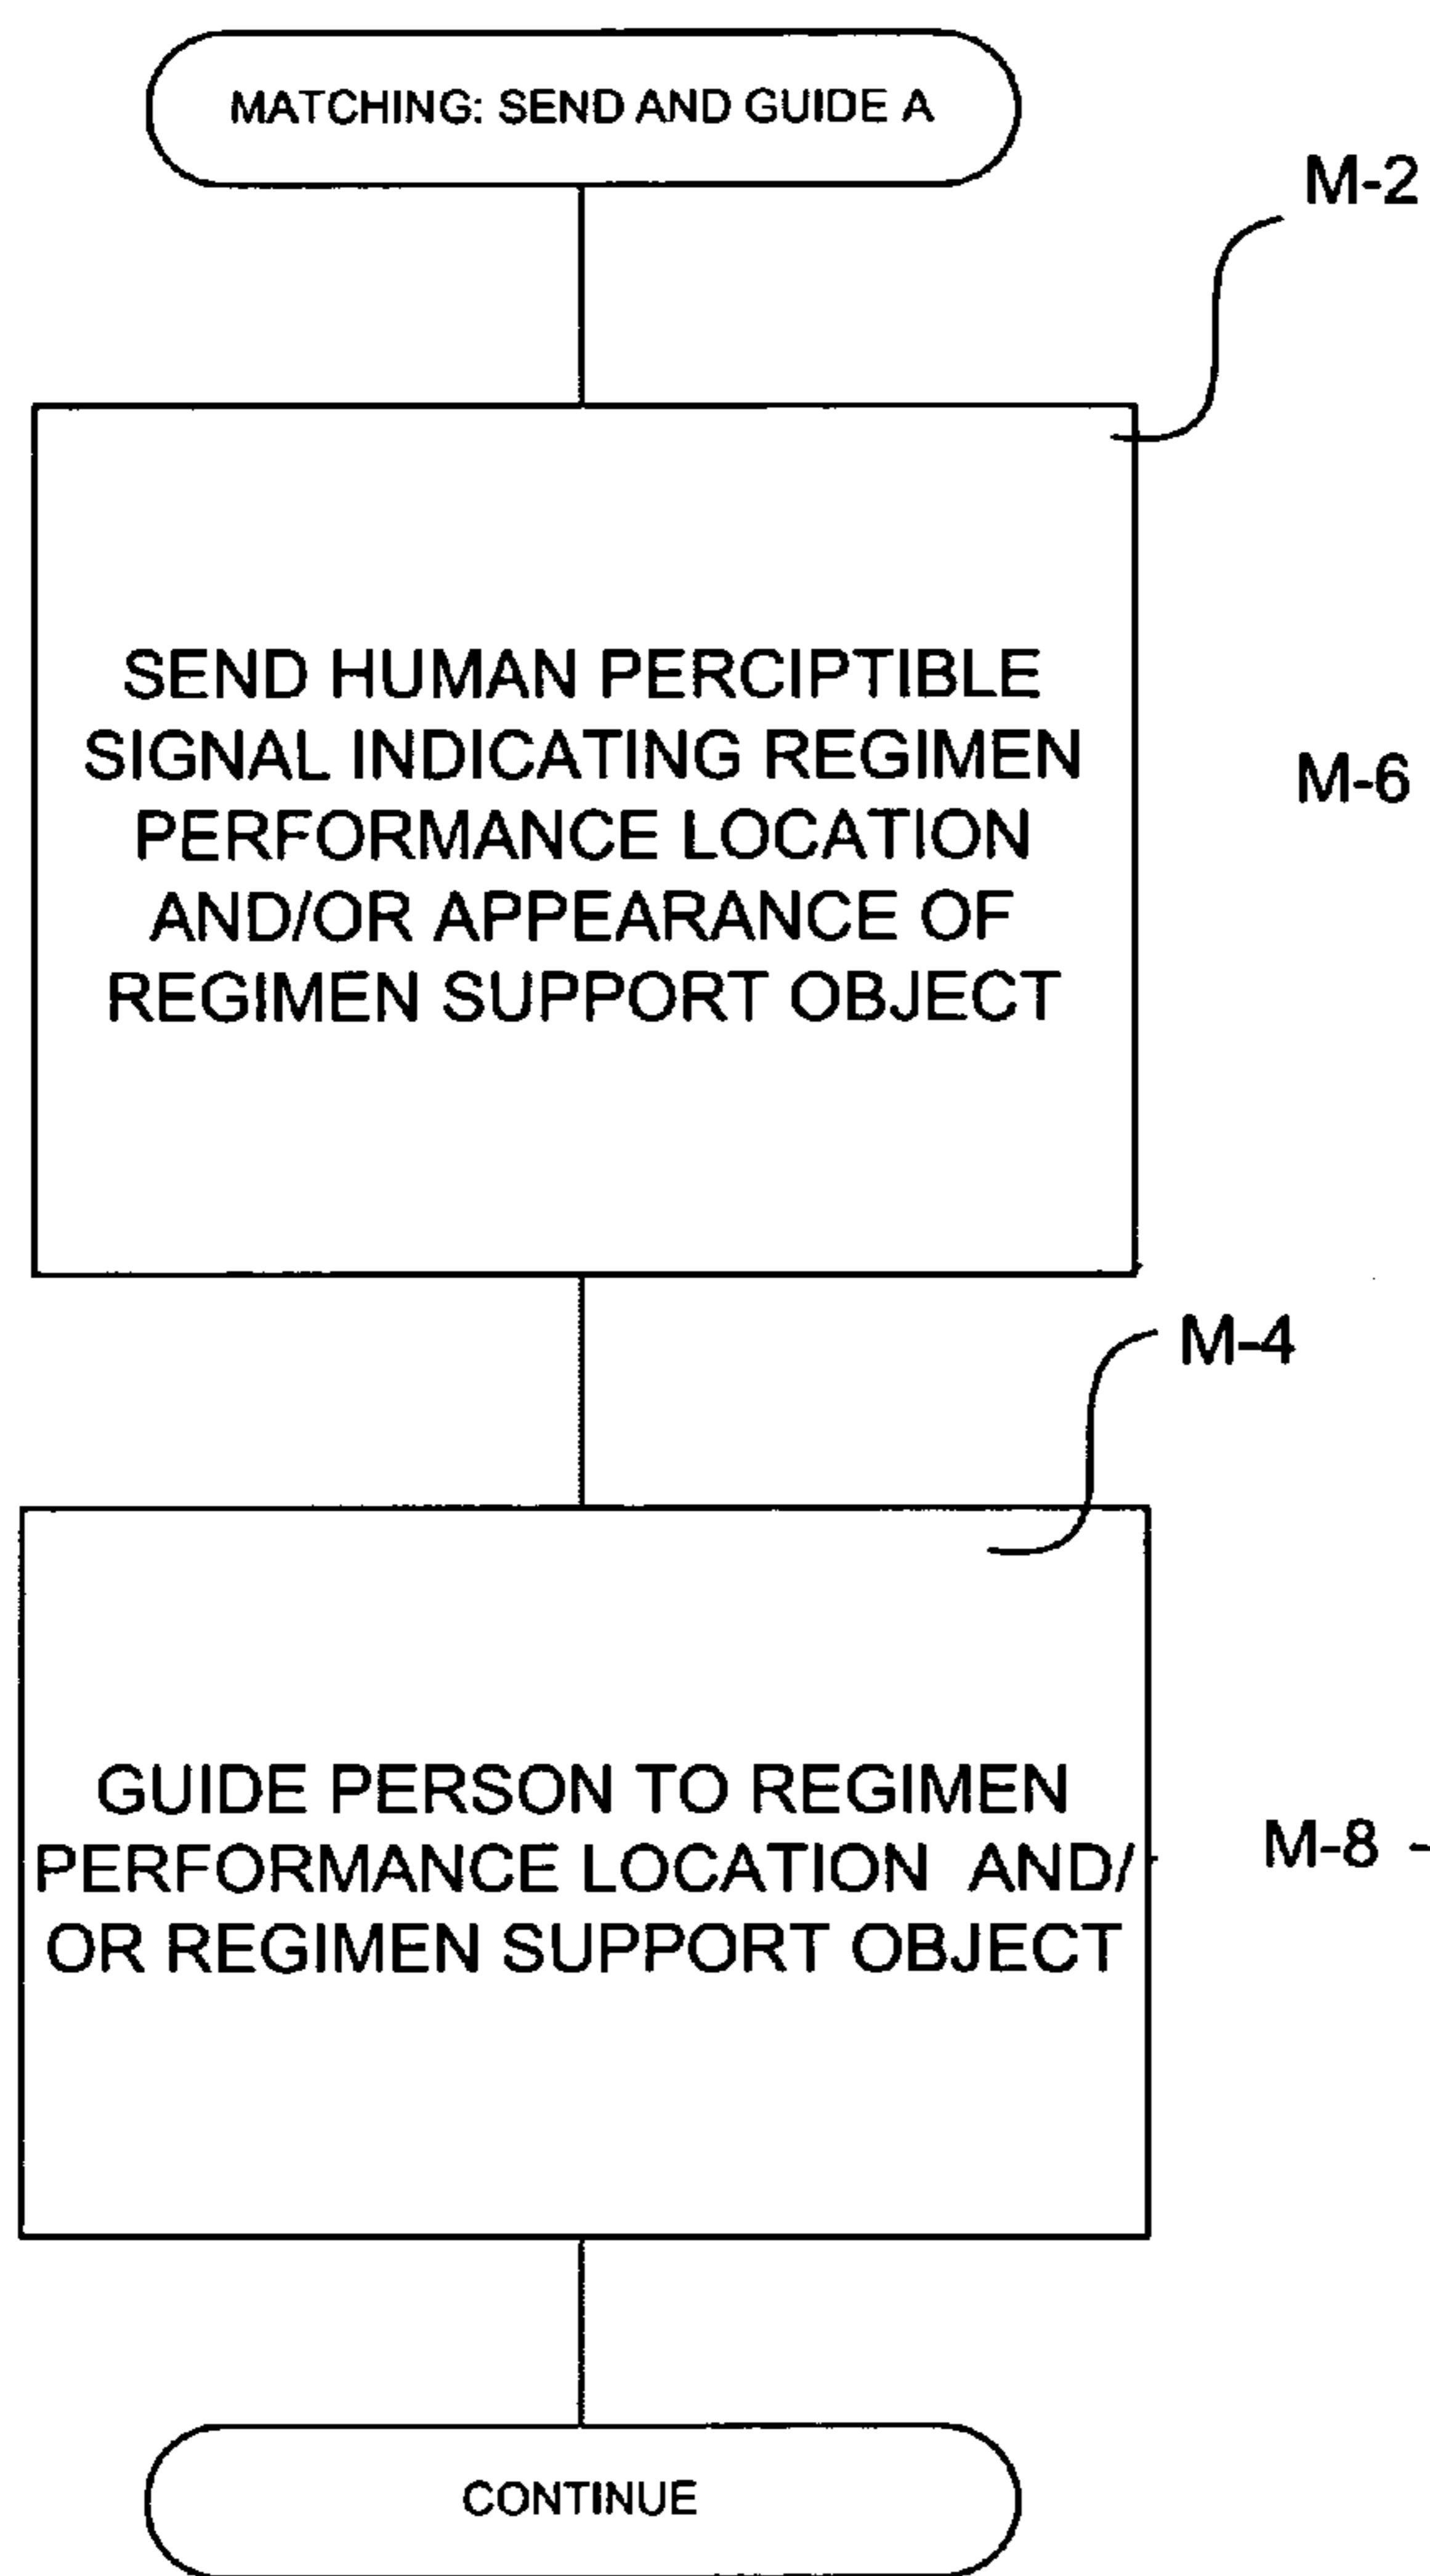 MATCHING: SEND AND GUIDE A
M-2
SEND HUMAN PERCIPTIBLE
SIGNAL INDICATING REGIMEN
PERFORMANCE LOCATION
AND/OR APPEARANCE OF
REGIMEN SUPPORT OBJECT
M-6
M-4
GUIDE PERSON TO REGIMEN
PERFORMANCE LOCATION AND/
OR REGIMEN SUPPORT OBJECT
M-8
CONTINUE